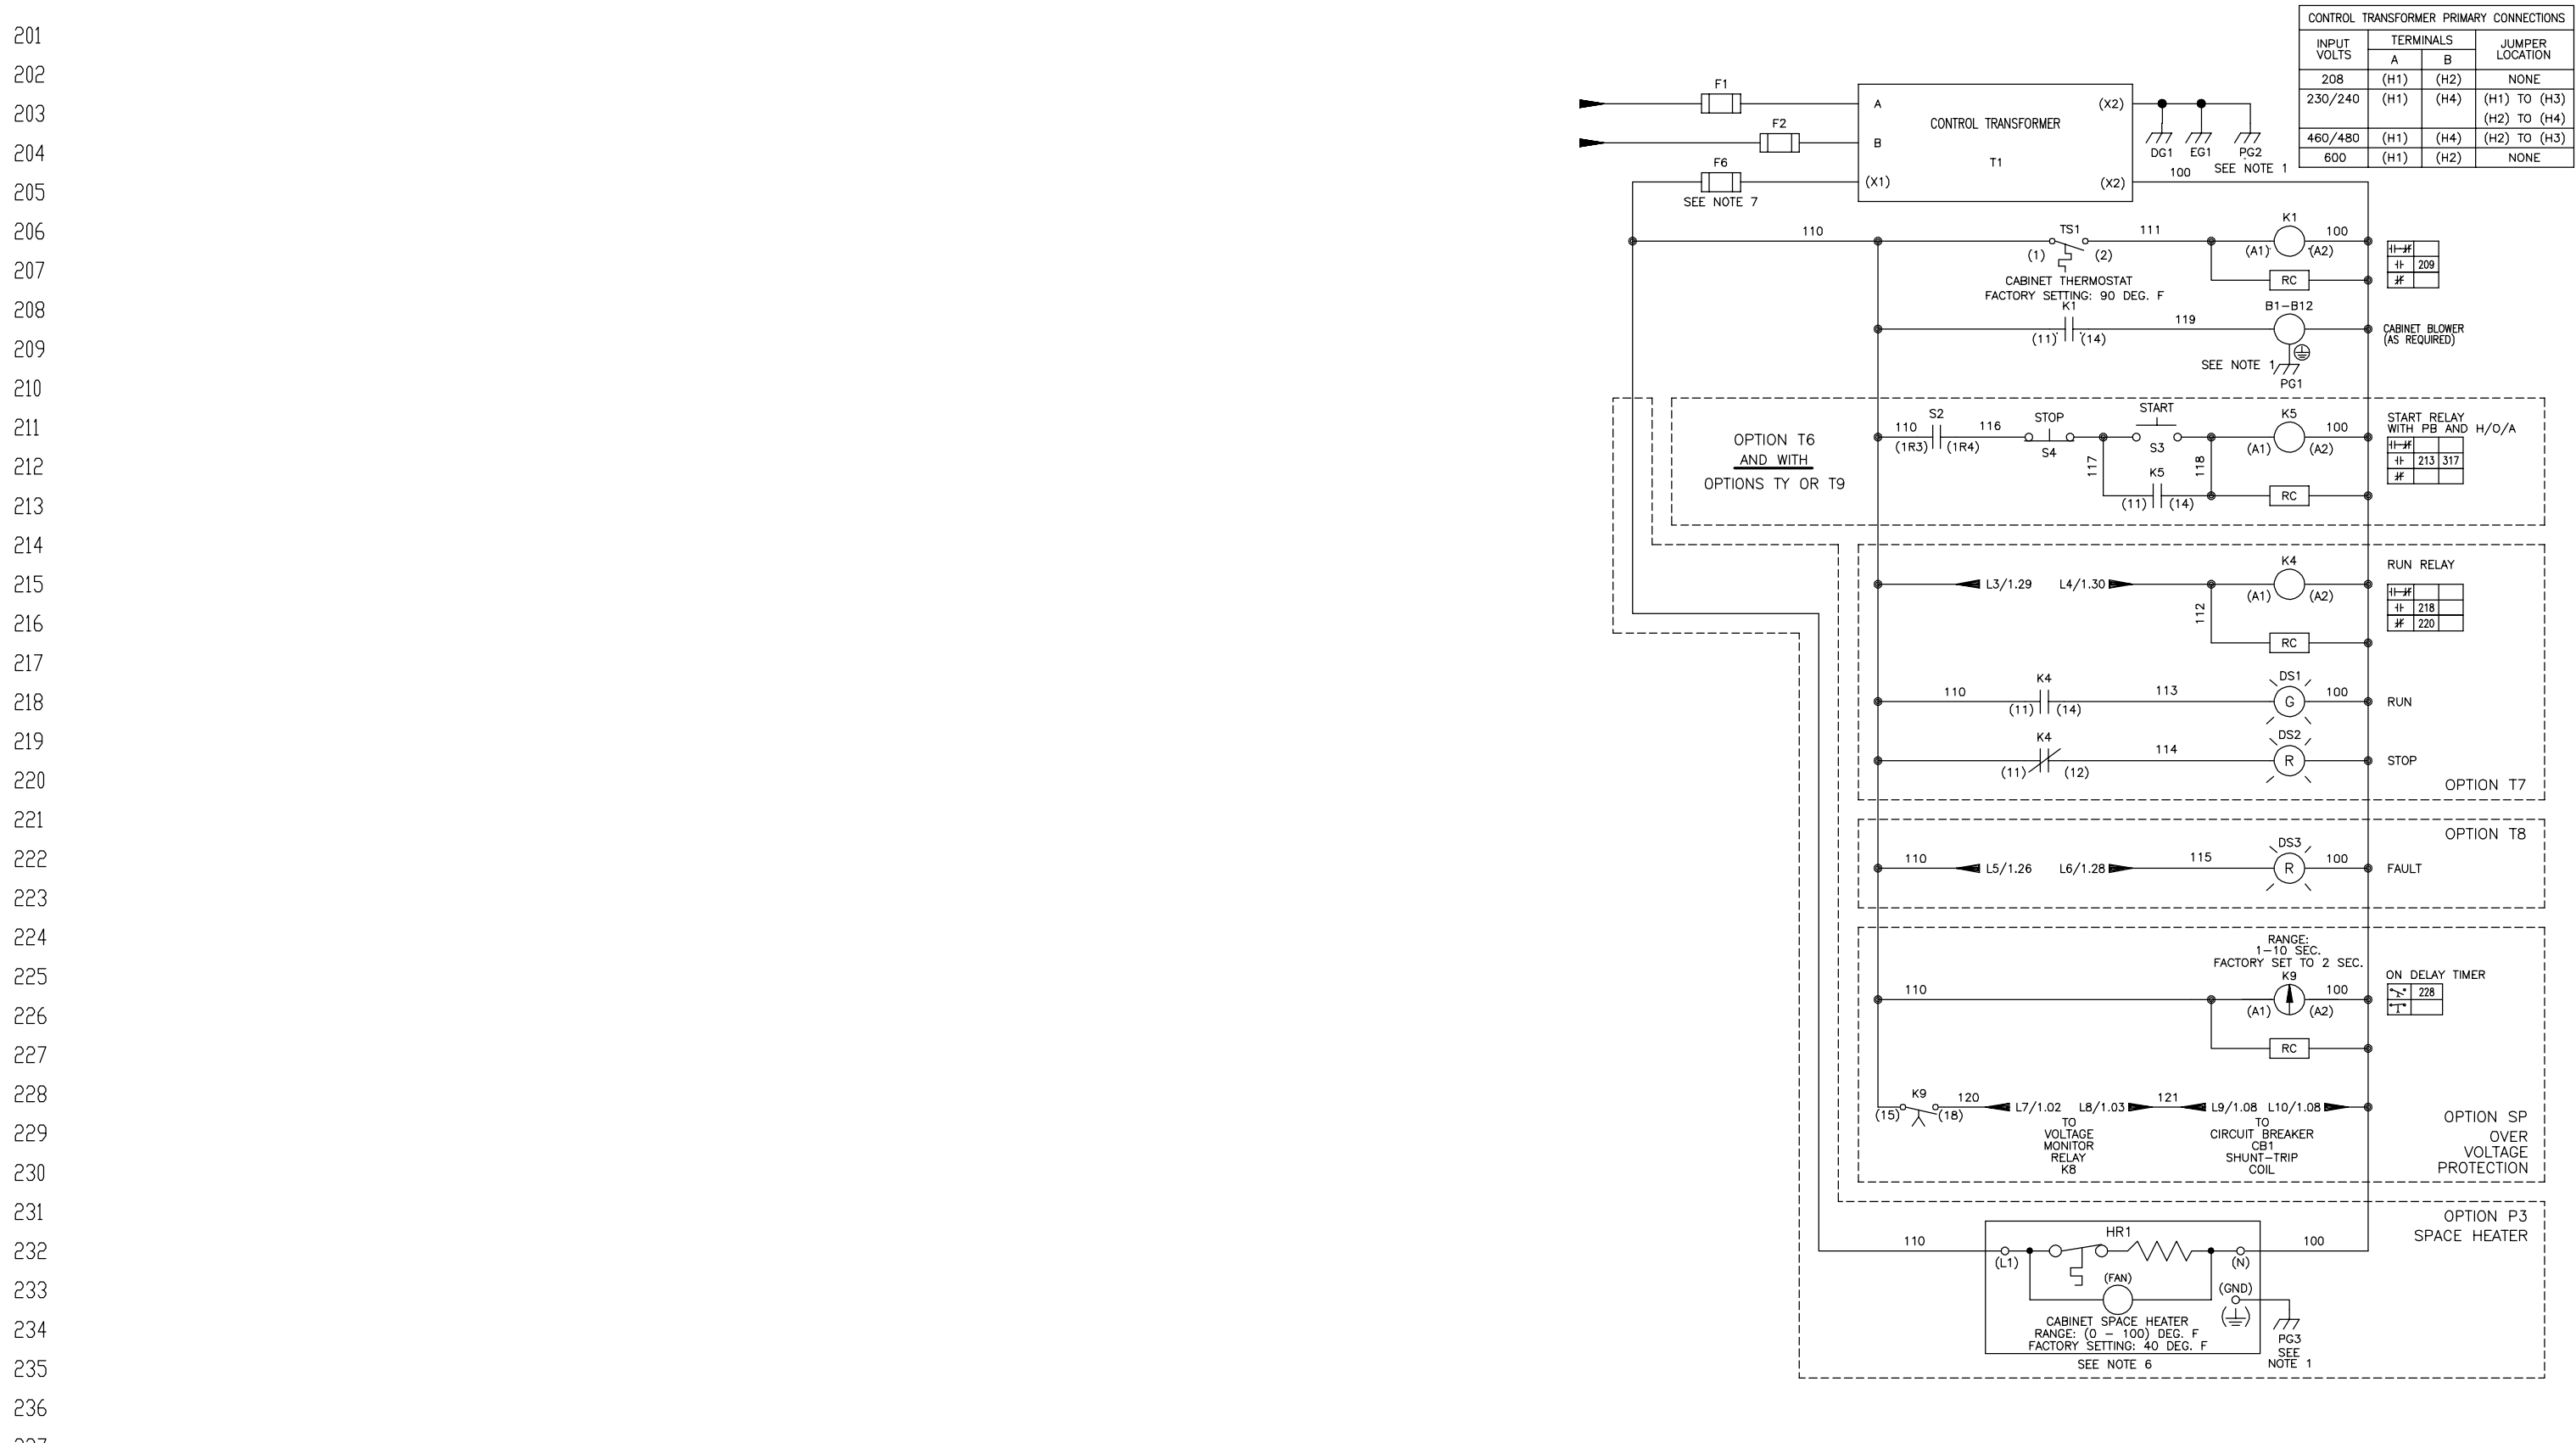 201
202
203
204
205
206
207
208
209
210
211
212
213
214
215
216
217
218
219
220
221
222
223
224
225
226
227
228
229
230
231
232
233
234
235
236
CONTROL TRANSFORMER PRIMARY CONNECTIONS
INPUT VOLTS TERMINALS JUMPER LOCATION
A B
208 (H1) (H2) NONE
230/240 (H1) (H4) (H1) TO (H3)
(H2) TO (H4)
460/480 (H1) (H4) (H2) TO (H3)
600 (H1) (H2) NONE
F1
A (X2)
CONTROL TRANSFORMER
F2
B
T1
DG1 EG1 PG2
SEE NOTE 1
F6
(X1) (X2) 100
SEE NOTE 7
110 TS1 111 K1 100
(1) (2) (A1) (A2)
209
RC
CABINET THERMOSTAT
FACTORY SETTING: 90 DEG. F
K1 119 B1-B12
(11) (14)
CABINET BLOWER
(AS REQUIRED)
SEE NOTE 1
PG1
OPTION T6
AND WITH
OPTIONS TY OR T9
110 S2 116 STOP START K5 100
(1R3) (1R4) S4 S3 (A1) (A2)
START RELAY
WITH PB AND H/O/A
213 317
117 K5 118
(11) (14) RC
K4 RUN RELAY
L3/1.29 L4/1.30
(A1) (A2)
112
218
220
RC
110 K4 113 DS1 100
(11) (14) G RUN
K4 114 DS2
(11) (12) R STOP
OPTION T7
OPTION T8
110 L5/1.26 L6/1.28 115 DS3 100
R FAULT
RANGE:
1-10 SEC.
FACTORY SET TO 2 SEC.
110 K9 100
(A1) (A2)
ON DELAY TIMER
228
RC
K9 120 L7/1.02 L8/1.03 121 L9/1.08 L10/1.08
(15) (18)
TO
VOLTAGE
MONITOR
RELAY
K8
TO
CIRCUIT BREAKER
CB1
SHUNT-TRIP
COIL
OPTION SP
OVER
VOLTAGE
PROTECTION
OPTION P3
SPACE HEATER
110 HR1 100
(L1) (N)
(FAN) (GND)
CABINET SPACE HEATER
RANGE: (0 - 100) DEG. F
FACTORY SETTING: 40 DEG. F
SEE NOTE 6
PG3
SEE
NOTE 1